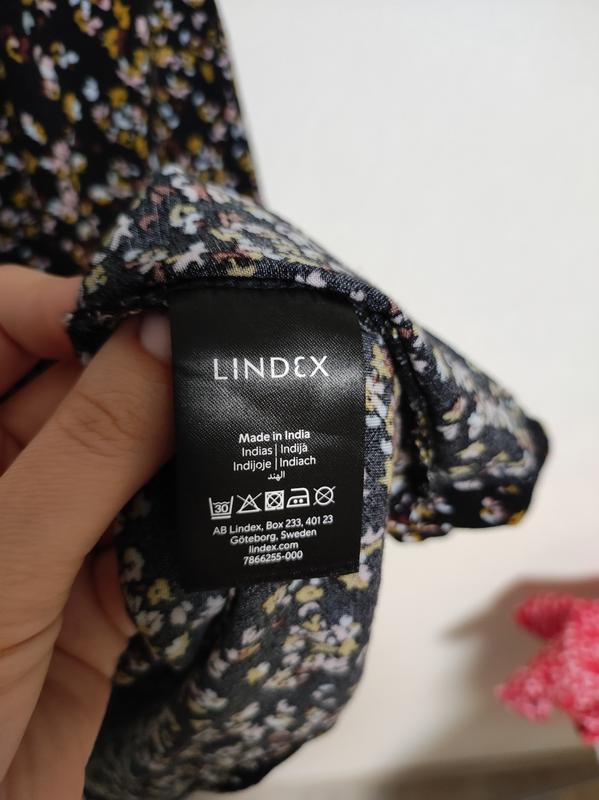 LINDEX
Made in India
Indias | Indijā
Indijoje | Indiach
الهند
30
AB Lindex, Box 233, 401 23
Göteborg, Sweden
lindex.com
7866255-000